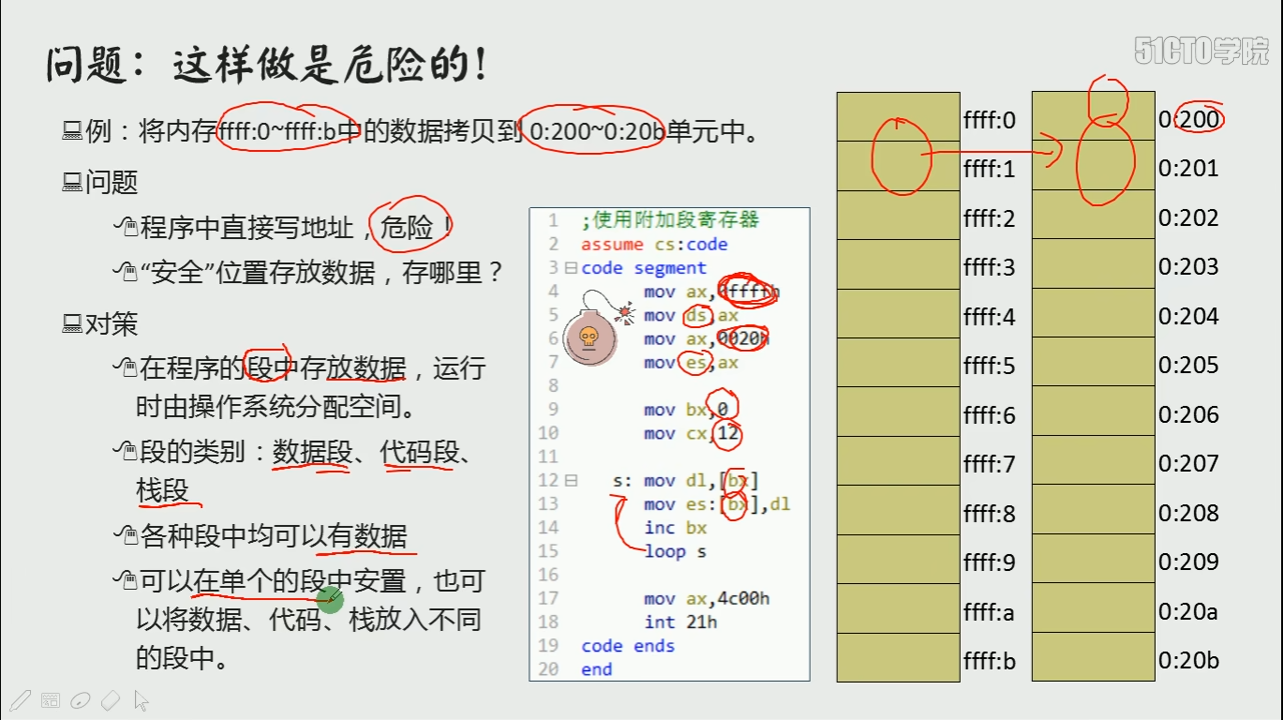 问题：这样做是危险的！
51CTO学院
例：将内存ffff:0~ffff:b中的数据拷贝到 0:200~0:20b单元中。
问题
程序中直接写地址，危险！
“安全”位置存放数据，存哪里？
对策
在程序的段中存放数据，运行
时由操作系统分配空间。
段的类别：数据段、代码段、
栈段
各种段中均可以有数据
可以在单个的段中安置，也可
以将数据、代码、栈放入不同
的段中。
1 ;使用附加段寄存器
2 assume cs:code
3 code segment
4 mov ax,0ffffh
5 mov ds,ax
6 mov ax,0020h
7 mov es,ax
8
9 mov bx,0
10 mov cx,12
11
12 s: mov dl,[bx]
13 mov es:[bx],dl
14 inc bx
15 loop s
16
17 mov ax,4c00h
18 int 21h
19 code ends
20 end
ffff:0 0:200
ffff:1 0:201
ffff:2 0:202
ffff:3 0:203
ffff:4 0:204
ffff:5 0:205
ffff:6 0:206
ffff:7 0:207
ffff:8 0:208
ffff:9 0:209
ffff:a 0:20a
ffff:b 0:20b